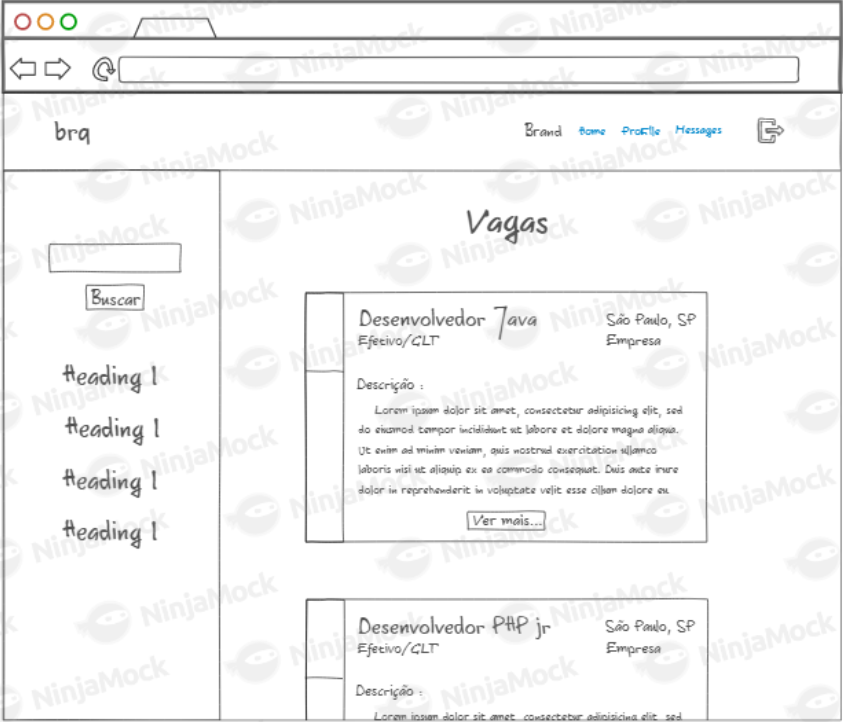 brq
Brand Home Profile Messages
Vagas
Buscar
Heading 1
Heading 1
Heading 1
Heading 1
Desenvolvedor Java
São Paulo, SP
Efetivo/CLT
Empresa
Descrição :
Lorem ipsum dolor sit amet, consectetur adipisicing elit, sed
do eiusmod tempor incididunt ut labore et dolore magna aliqua.
Ut enim ad minim veniam, quis nostrud exercitation ullamco
laboris nisi ut aliquip ex ea commodo consequat. Duis aute irure
dolor in reprehenderit in voluptate velit esse cillum dolore eu
Ver mais...
Desenvolvedor PHP jr
São Paulo, SP
Efetivo/CLT
Empresa
Descrição :
Lorem ipsum dolor sit amet, consectetur adipisicing elit, sed
NinjaMock